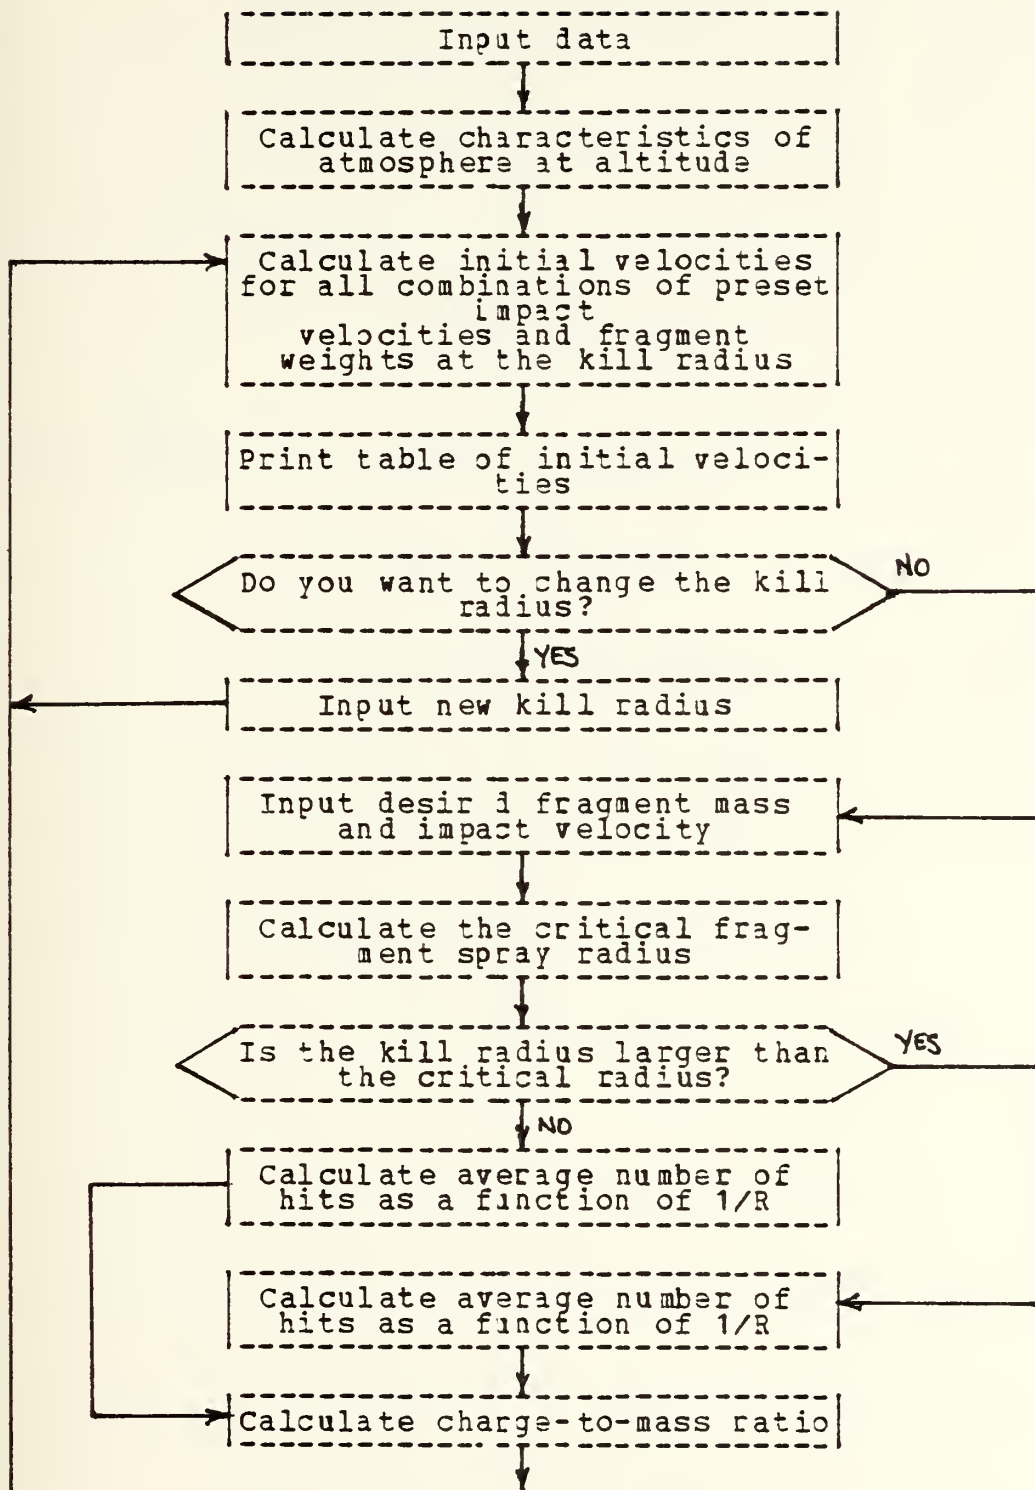 Input data
Calculate characteristics of
atmosphere at altitude
Calculate initial velocities
for all combinations of preset
impact
velocities and fragment
weights at the kill radius
Print table of initial veloci-
ties
Do you want to change the kill
radius?
NO
YES
Input new kill radius
Input desir d fragment mass
and impact velocity
Calculate the critical frag-
ment spray radius
Is the kill radius larger than
the critical radius?
YES
NO
Calculate average number of
hits as a function of 1/R
Calculate average number of
hits as a function of 1/R
Calculate charge-to-mass ratio